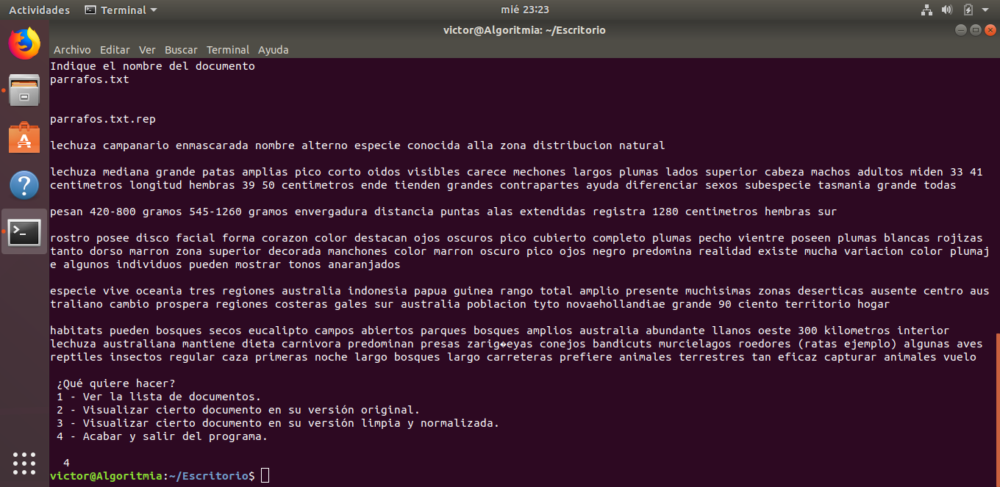 Actividades Terminal mié 23:23
victor@Algoritmia: ~/Escritorio
Archivo Editar Ver Buscar Terminal Ayuda
Indique el nombre del documento
parrafos.txt
parrafos.txt.rep
lechuza campanario enmascarada nombre alterno especie conocida alla zona distribucion natural
lechuza mediana grande patas amplias pico corto oidos visibles carece mechones largos plumas lados superior cabeza machos adultos miden 33 41
centimetros longitud hembras 39 50 centimetros ende tienden grandes contrapartes ayuda diferenciar sexos subespecie tasmania grande todas
pesan 420-800 gramos 545-1260 gramos envergadura distancia puntas alas extendidas registra 1280 centimetros hembras sur
rostro posee disco facial forma corazon color destacan ojos oscuros pico cubierto completo plumas pecho vientre poseen plumas blancas rojizas
tanto dorso marron zona superior decorada manchones color marron oscuro pico ojos negro predomina realidad existe mucha variacion color plumaj
e algunos individuos pueden mostrar tonos anaranjados
especie vive oceania tres regiones australia indonesia papua guinea rango total amplio presente muchisimas zonas deserticas ausente centro aus
traliano cambio prospera regiones costeras gales sur australia poblacion tyto novaehollandiae grande 90 ciento territorio hogar
habitats pueden bosques secos eucalipto campos abiertos parques bosques amplios australia abundante llanos oeste 300 kilometros interior
lechuza australiana mantiene dieta carnivora predominan presas zarig�eyas conejos bandicuts murcielagos roedores (ratas ejemplo) algunas aves
reptiles insectos regular caza primeras noche largo bosques largo carreteras prefiere animales terrestres tan eficaz capturar animales vuelo
¿Qué quiere hacer?
1 - Ver la lista de documentos.
2 - Visualizar cierto documento en su versión original.
3 - Visualizar cierto documento en su versión limpia y normalizada.
4 - Acabar y salir del programa.
4
victor@Algoritmia:~/Escritorio$